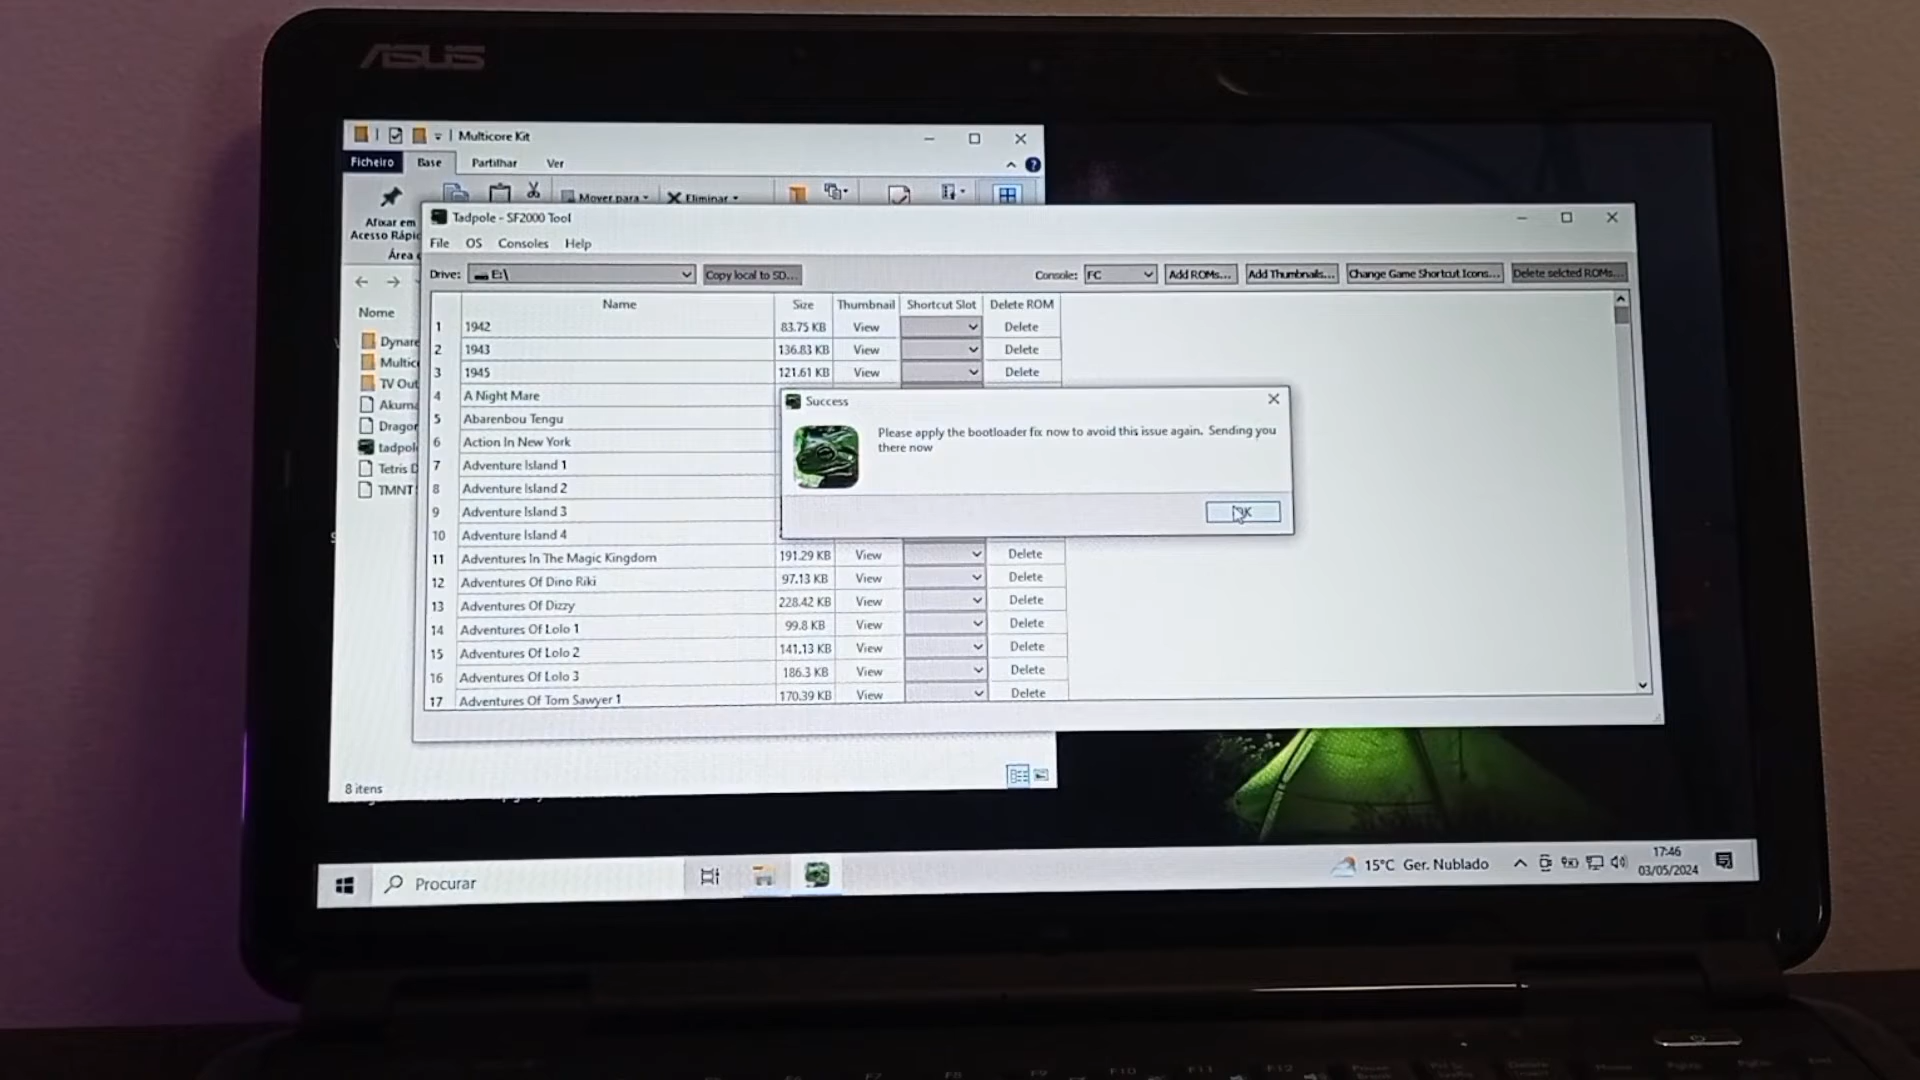 ASUS
Multicore Kit
Ficheiro Base Partilhar Ver
Mover para Eliminar
Afixar em
Acesso Rápi
Área
Nome
Dynare
Multic
TV Out
Akuma
Dragor
tadpol
Tetris D
TMNT
8 itens
Tadpole - SF2000 Tool
File OS Consoles Help
Drive: E:\ Copy local to SD... Console: FC Add ROMs... Add Thumbnails... Change Game Shortcut Icons... Delete selcted ROMs...
Name Size Thumbnail Shortcut Slot Delete ROM
1 1942 83.75 KB View Delete
2 1943 136.83 KB View Delete
3 1945 121.61 KB View Delete
4 A Night Mare
5 Abarenbou Tengu
6 Action In New York
7 Adventure Island 1
8 Adventure Island 2
9 Adventure Island 3
10 Adventure Island 4
11 Adventures In The Magic Kingdom 191.29 KB View Delete
12 Adventures Of Dino Riki 97.13 KB View Delete
13 Adventures Of Dizzy 228.42 KB View Delete
14 Adventures Of Lolo 1 99.8 KB View Delete
15 Adventures Of Lolo 2 141.13 KB View Delete
16 Adventures Of Lolo 3 186.3 KB View Delete
17 Adventures Of Tom Sawyer 1 170.39 KB View Delete
Success
Please apply the bootloader fix now to avoid this issue again. Sending you
there now
OK
Procurar
15°C Ger. Nublado
17:46
03/05/2024
F7 F8 F9 F10 F11 F12